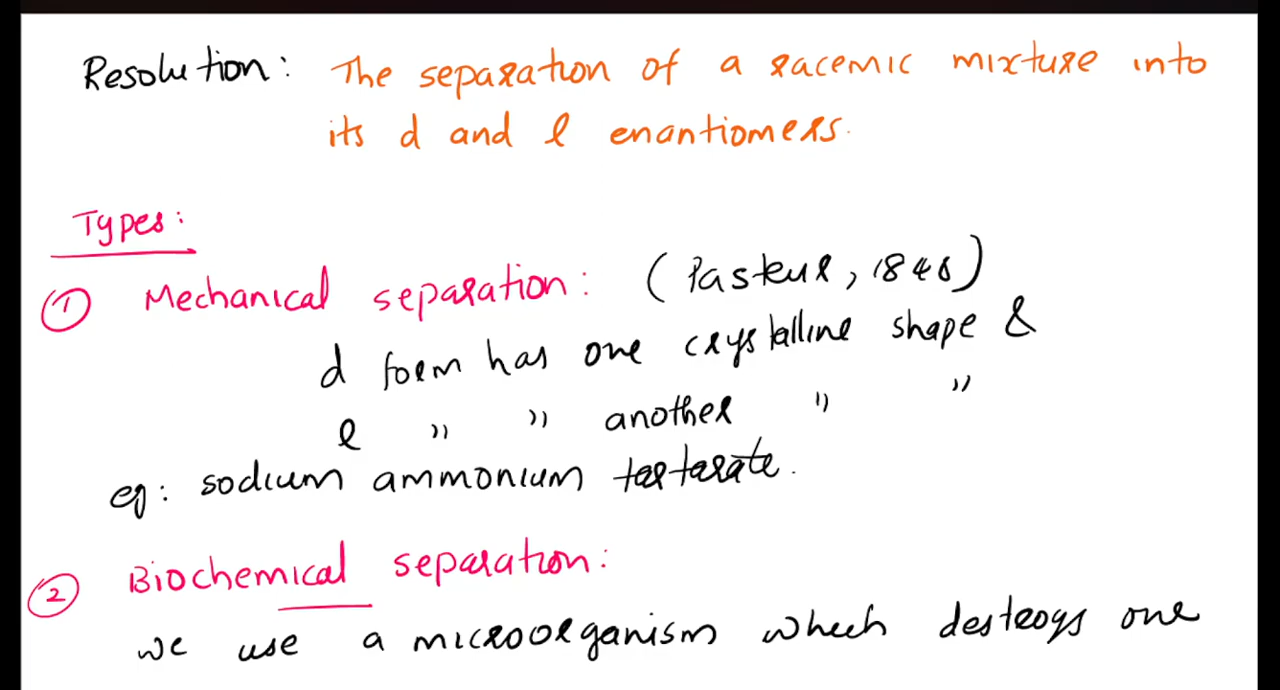 Resolution: The separation of a racemic mixture into
its d and l enantiomers.
Types:
① Mechanical separation: (Pasteur, 1848)
d form has one crystalline shape &
l " " another " "
eg: sodium ammonium tartarate.
② Biochemical separation:
we use a microorganism which destroys one